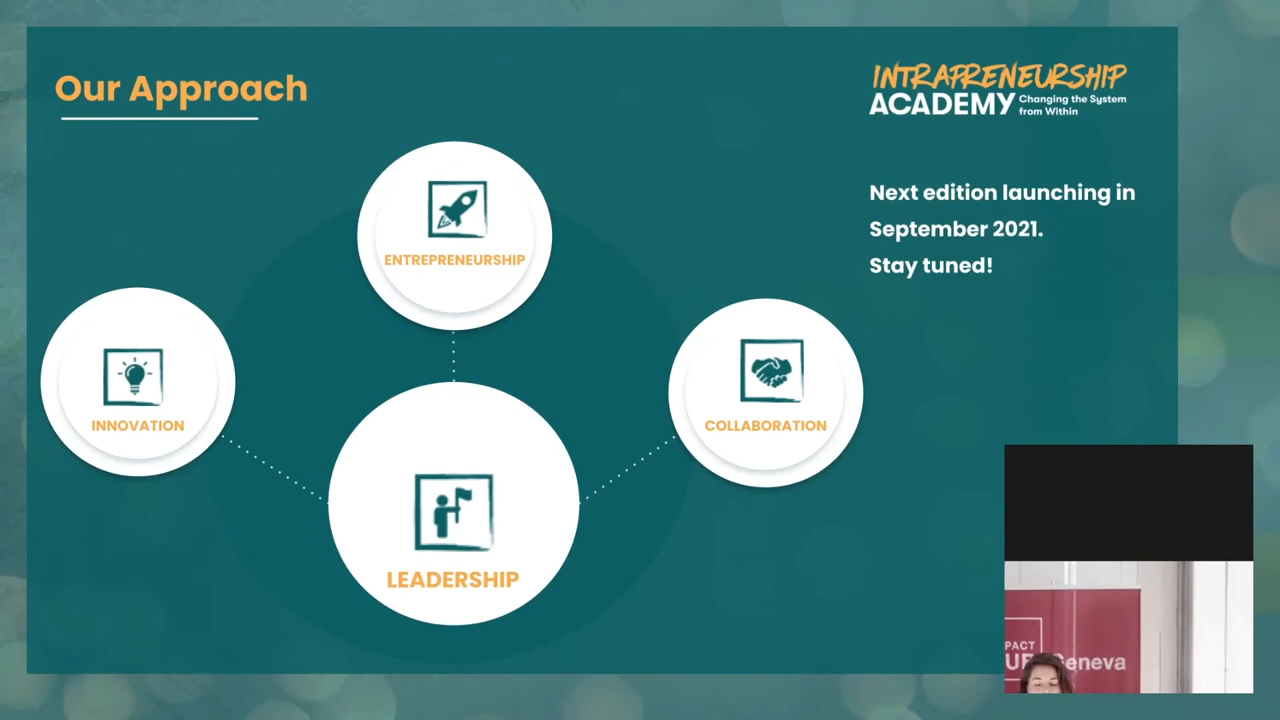 Our Approach
INTRAPRENEURSHIP
ACADEMY Changing the System
from Within
Next edition launching in
September 2021.
Stay tuned!
ENTREPRENEURSHIP
INNOVATION
COLLABORATION
LEADERSHIP
PACT
Geneva